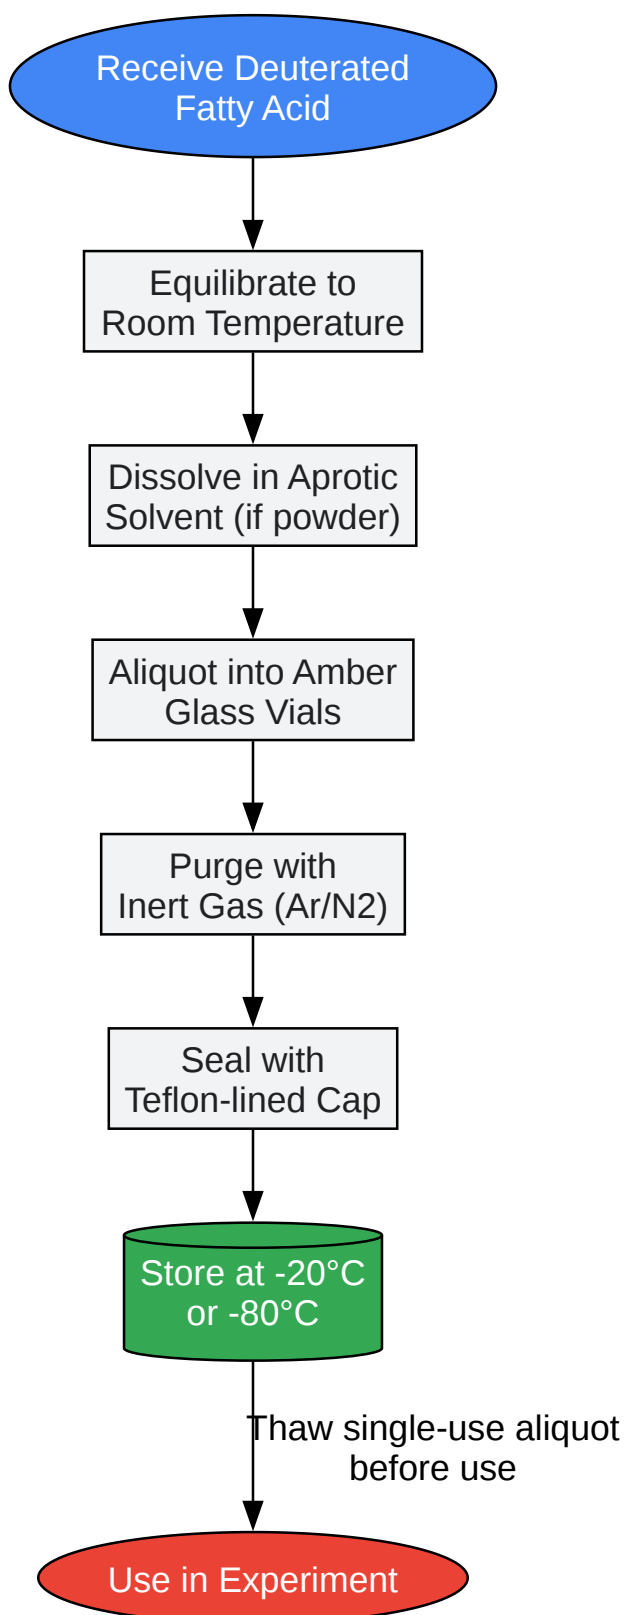 Receive Deuterated
Fatty Acid
Equilibrate to
Room Temperature
Dissolve in Aprotic
Solvent (if powder)
Aliquot into Amber
Glass Vials
Purge with
Inert Gas (Ar/N2)
Seal with
Teflon-lined Cap
Store at -20°C
or -80°C
Thaw single-use aliquot
before use
Use in Experiment